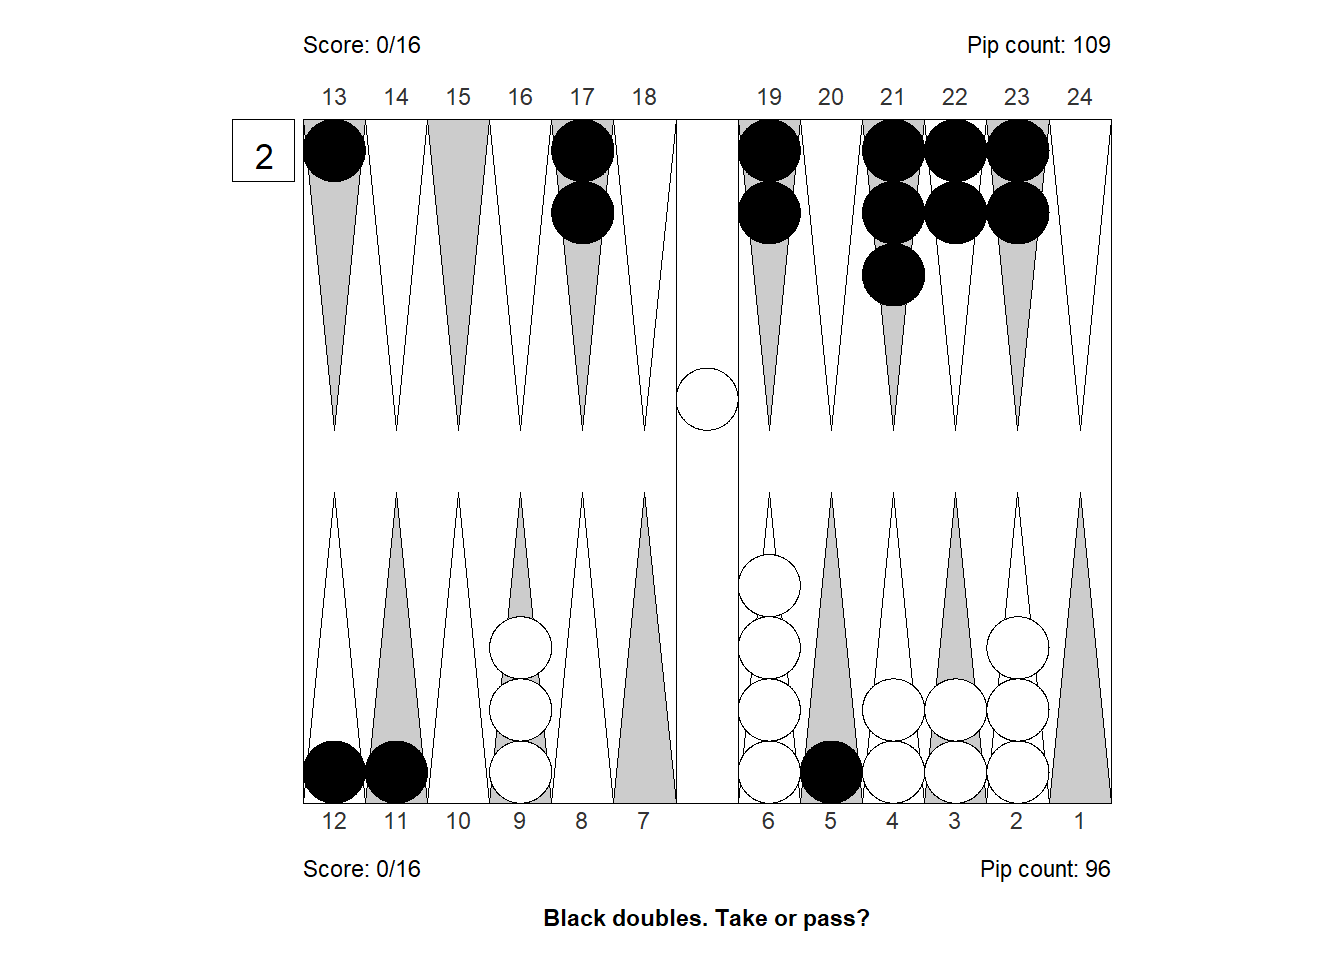 Score: 0/16 Pip count: 109
13 14 15 16 17 18 19 20 21 22 23 24
2
12 11 10 9 8 7 6 5 4 3 2 1
Score: 0/16 Pip count: 96
Black doubles. Take or pass?